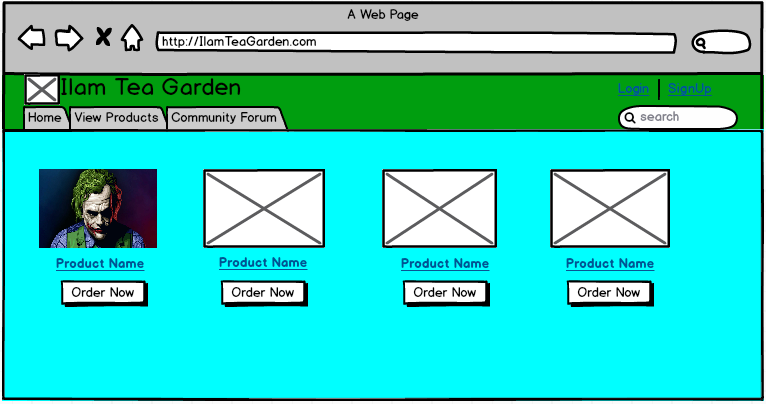 A Web Page
http://IlamTeaGarden.com
Ilam Tea Garden
Login SignUp
Home View Products Community Forum
search
Product Name Product Name Product Name Product Name
Order Now Order Now Order Now Order Now